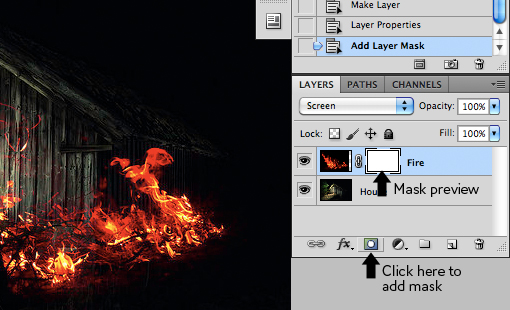 Make Layer
Layer Properties
Add Layer Mask
LAYERS PATHS CHANNELS
Screen Opacity: 100%
Lock: Fill: 100%
Fire
Mask preview
Hou
fx.
Click here to
add mask